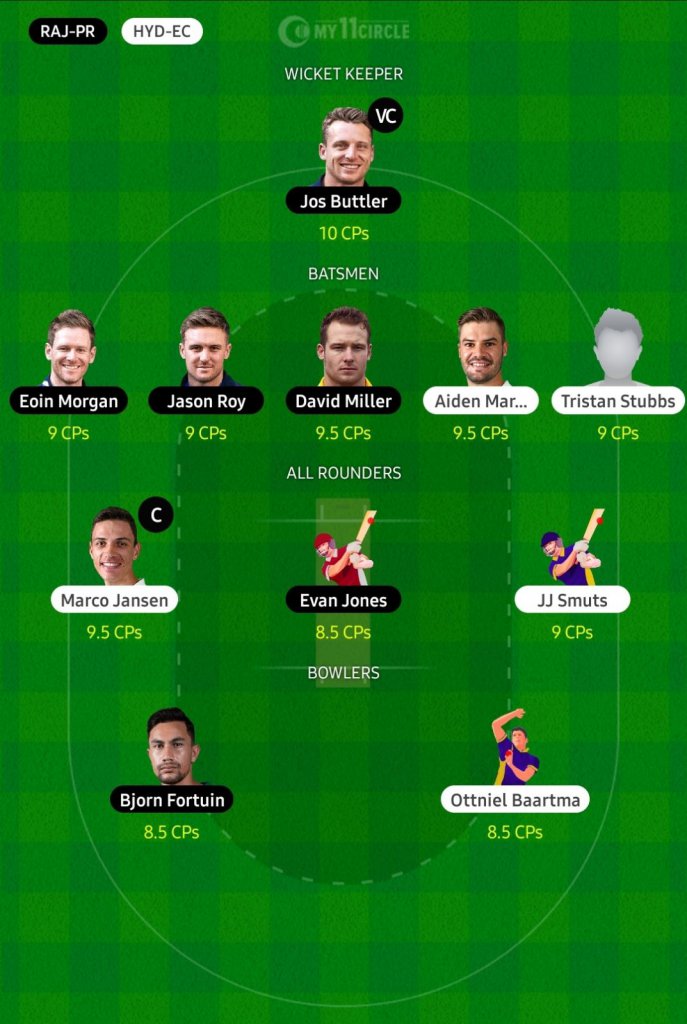 RAJ-PR HYD-EC
MY11CIRCLE
WICKET KEEPER
VC
Jos Buttler
10 CPs
BATSMEN
Eoin Morgan Jason Roy David Miller Aiden Mar... Tristan Stubbs
9 CPs 9 CPs 9.5 CPs 9.5 CPs 9 CPs
ALL ROUNDERS
C
Marco Jansen Evan Jones JJ Smuts
9.5 CPs 8.5 CPs 9 CPs
BOWLERS
Bjorn Fortuin Ottniel Baartma
8.5 CPs 8.5 CPs